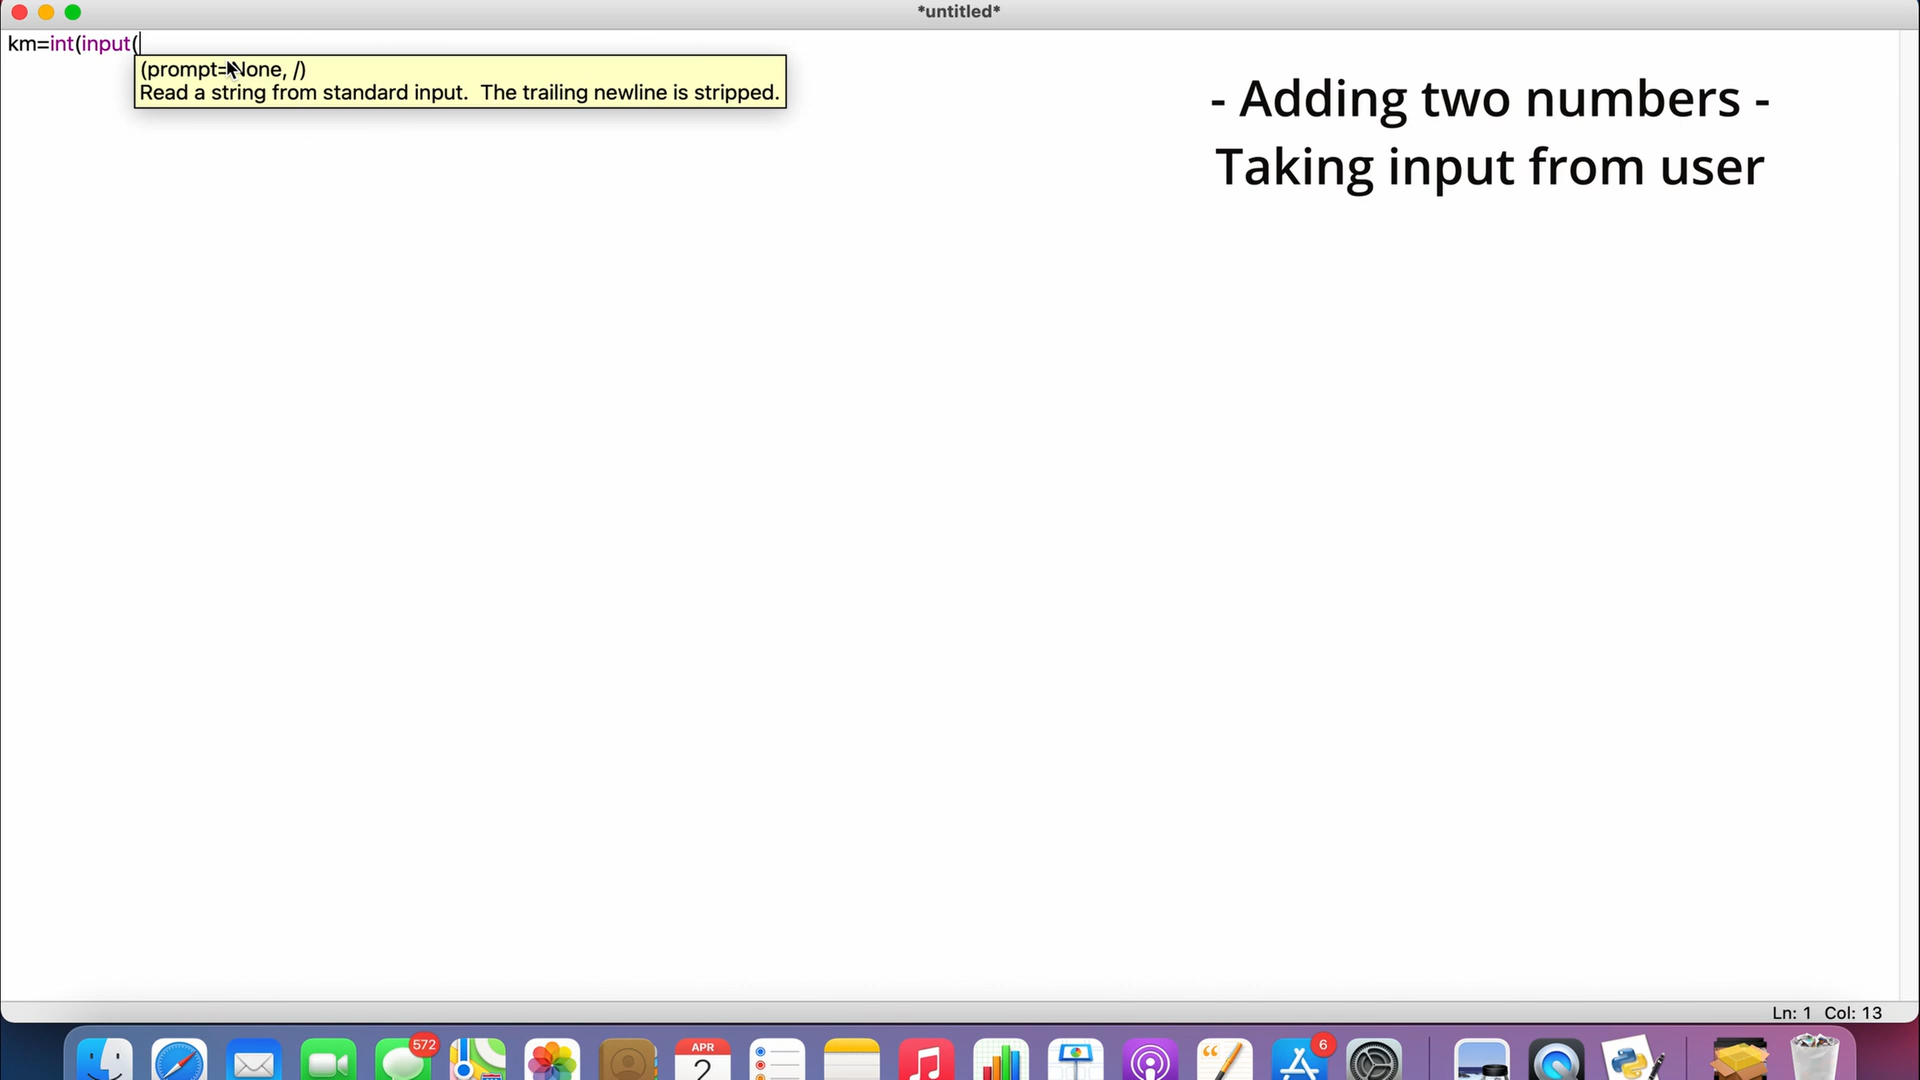 *untitled*
km=int(input(
(prompt=None, /)
Read a string from standard input.  The trailing newline is stripped.
- Adding two numbers -
Taking input from user
Ln: 1  Col: 13
572
APR
2
6